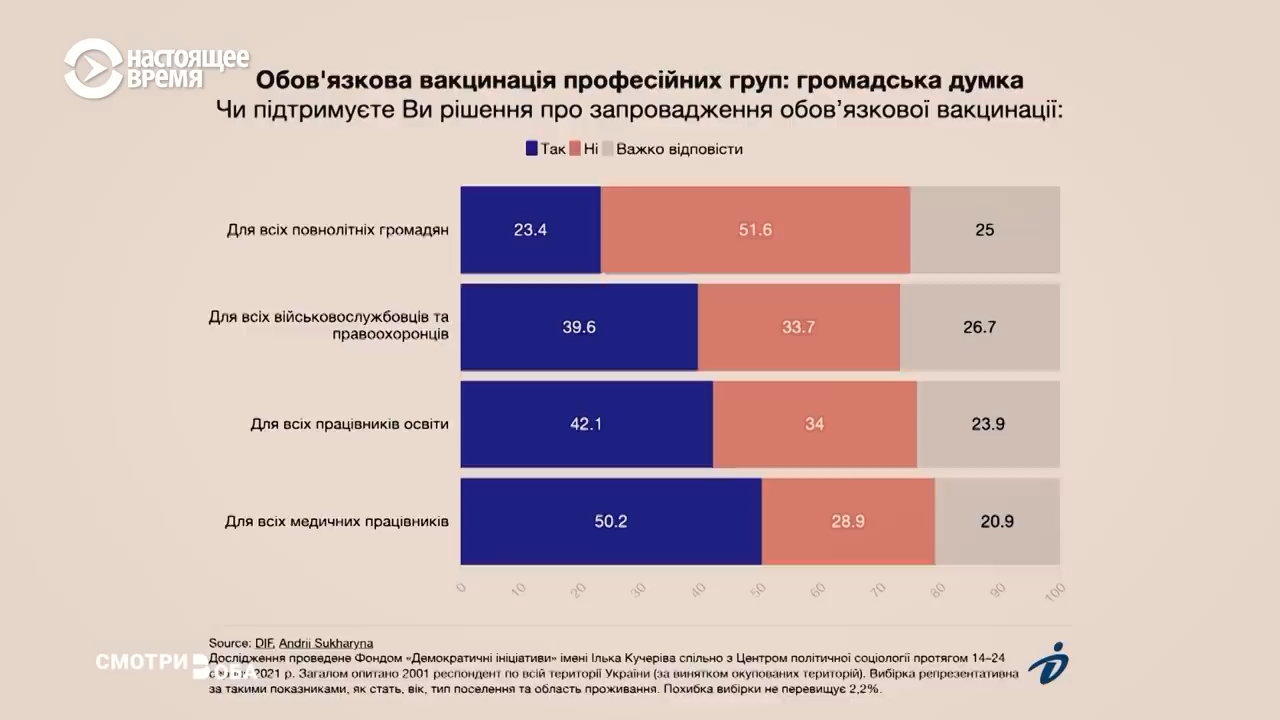 НАСТОЯЩЕЕ
ВРЕМЯ
Обов'язкова вакцинація професійних груп: громадська думка
Чи підтримуєте Ви рішення про запровадження обов’язкової вакцинації:
Так Ні Важко відповісти
Для всіх повнолітніх громадян 23.4 51.6 25
Для всіх військовослужбовців та
правоохоронців 39.6 33.7 26.7
Для всіх працівників освіти 42.1 34 23.9
Для всіх медичних працівників 50.2 28.9 20.9
0 10 20 30 40 50 60 70 80 90 100
Source: DIF, Andrii Sukharyna
Дослідження проведене Фондом «Демократичні ініціативи» імені Ілька Кучеріва спільно з Центром політичної соціології протягом 14–24
2021 р. Загалом опитано 2001 респондент по всій території України (за винятком окупованих територій). Вибірка репрезентативна
за такими показниками, як стать, вік, тип поселення та область проживання. Похибка вибірки не перевищує 2,2%.
СМОТРИ В ОБА